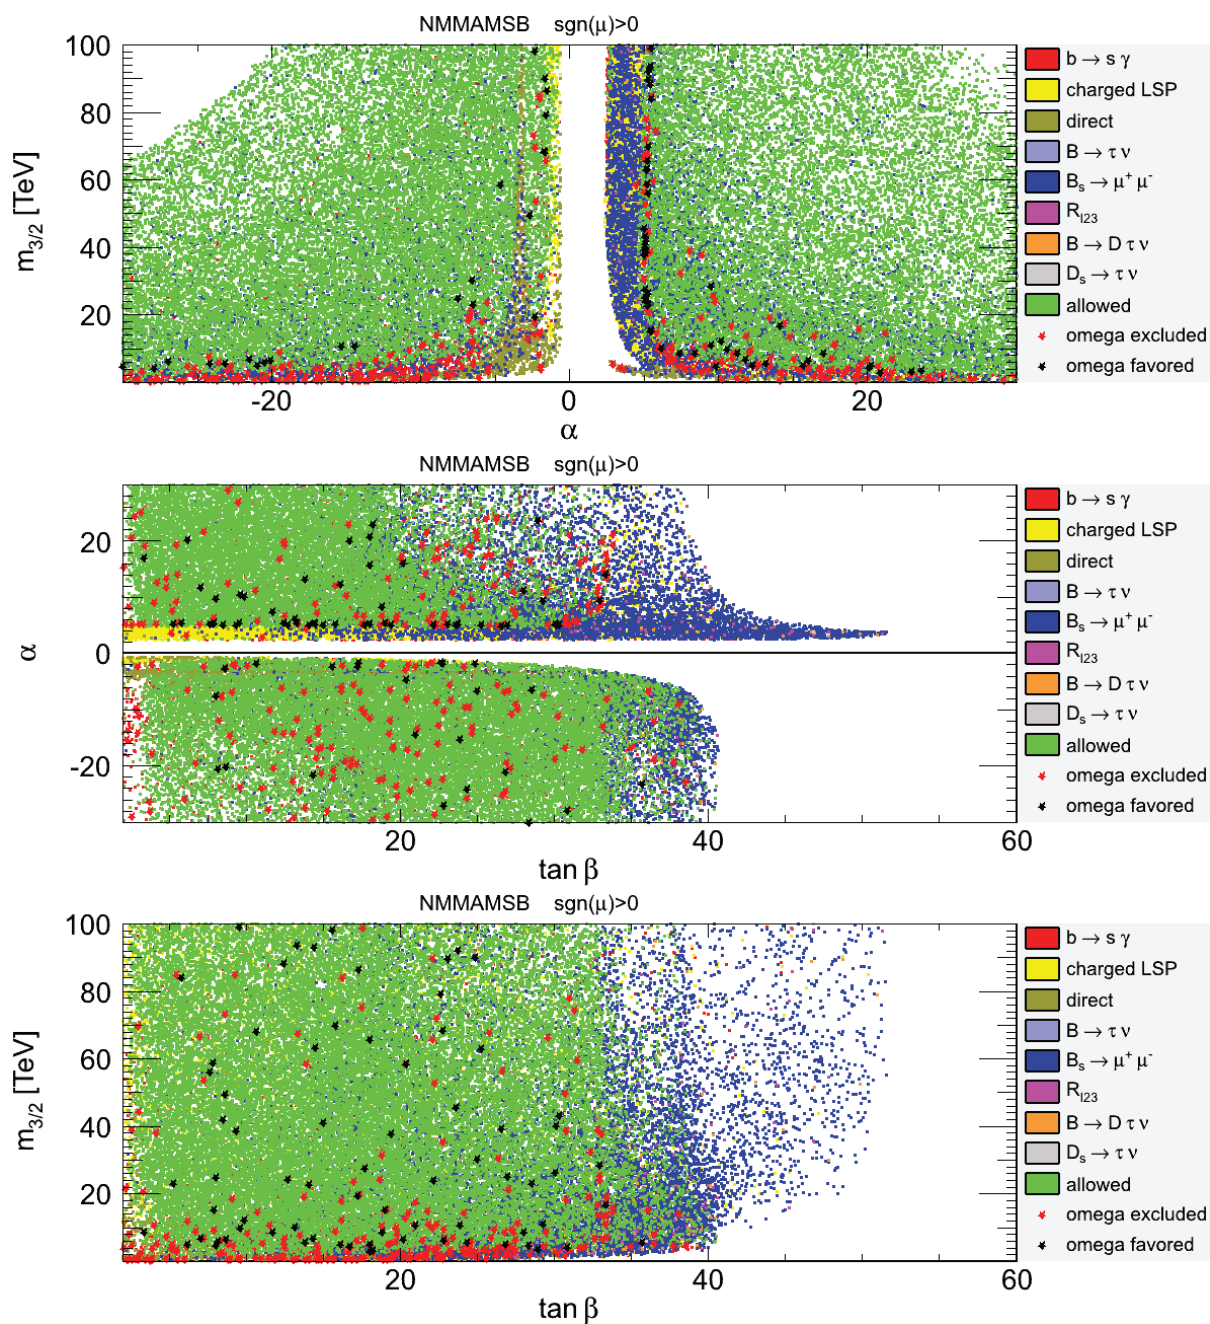 NMMAMSB sgn(μ)>0
100
80
60
40
20
m3/2 [TeV]
-20
0
20
α
b → s γ
charged LSP
direct
B → τ ν
Bs → μ+ μ-
Rl23
B → D τ ν
Ds → τ ν
allowed
omega excluded
omega favored
NMMAMSB sgn(μ)>0
20
0
-20
α
20
40
60
tan β
b → s γ
charged LSP
direct
B → τ ν
Bs → μ+ μ-
Rl23
B → D τ ν
Ds → τ ν
allowed
omega excluded
omega favored
NMMAMSB sgn(μ)>0
100
80
60
40
20
m3/2 [TeV]
20
40
60
tan β
b → s γ
charged LSP
direct
B → τ ν
Bs → μ+ μ-
Rl23
B → D τ ν
Ds → τ ν
allowed
omega excluded
omega favored